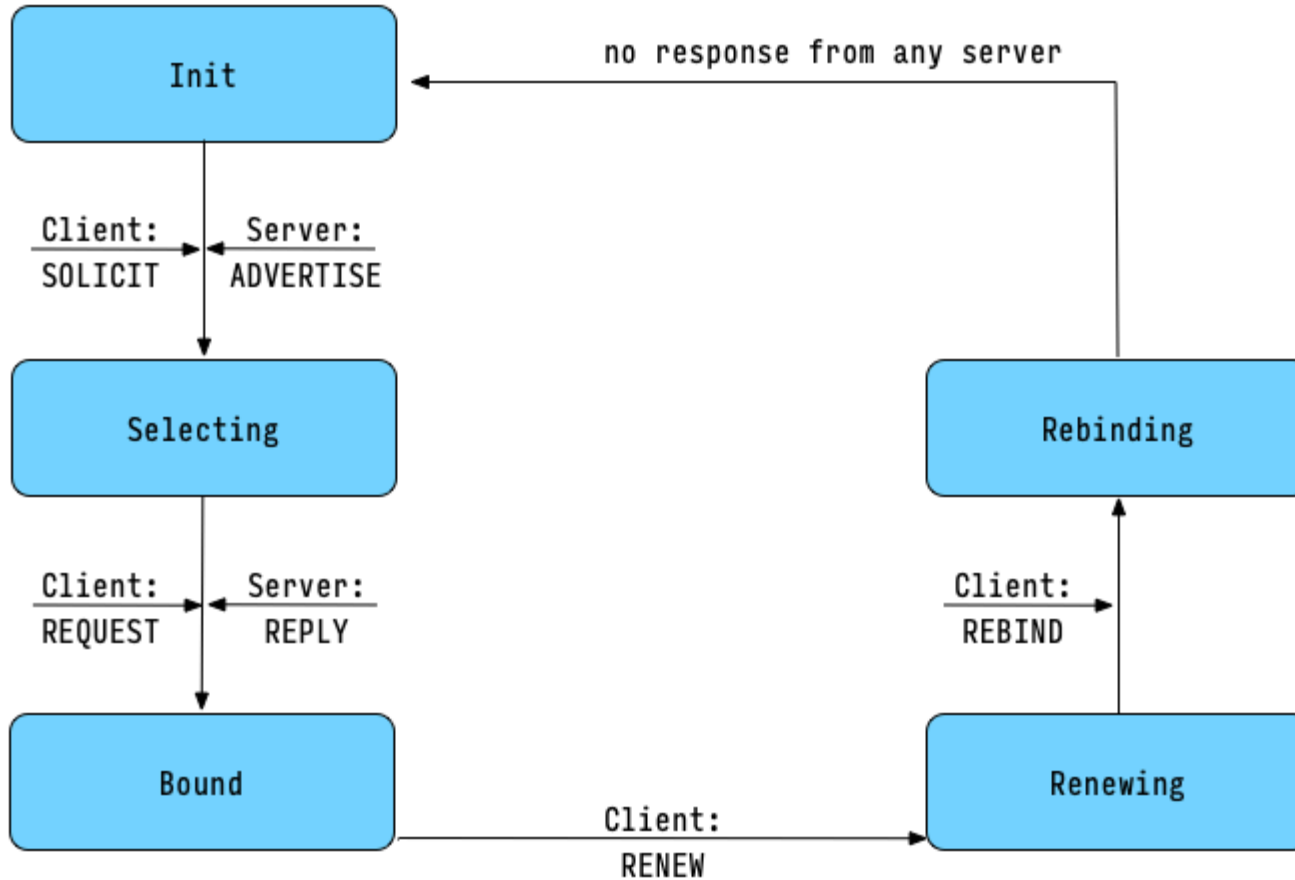 Init
no response from any server
Client:
SOLICIT
Server:
ADVERTISE
Selecting
Rebinding
Client:
REQUEST
Server:
REPLY
Client:
REBIND
Bound
Renewing
Client:
RENEW